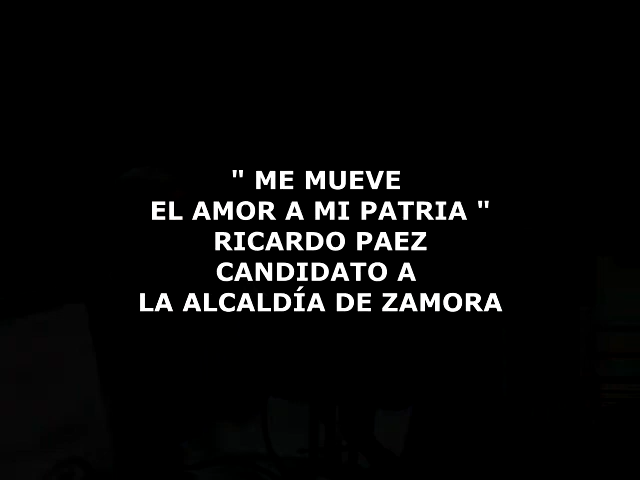 " ME MUEVE
EL AMOR A MI PATRIA "
RICARDO PAEZ
CANDIDATO A
LA ALCALDÍA DE ZAMORA